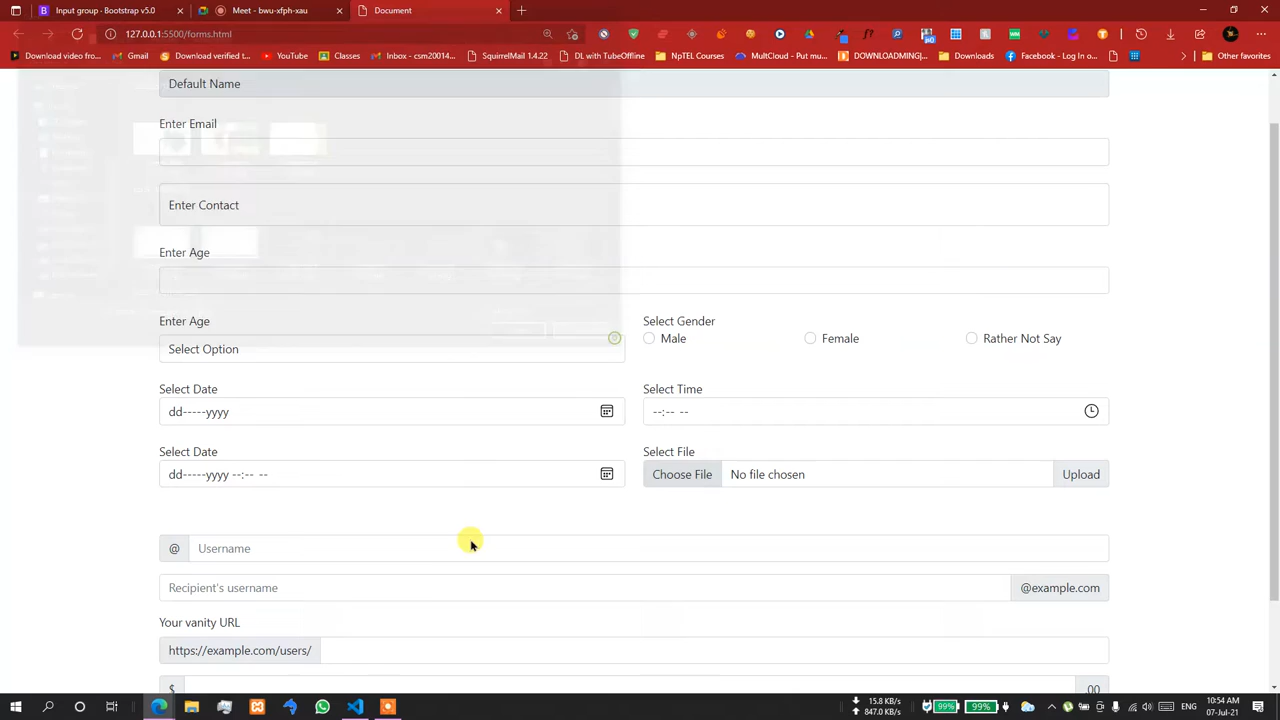 Input group - Bootstrap v5.0
Meet - bwu-xfph-xau
Document
127.0.0.1:5500/forms.html
Download video from...
Gmail
Download verified t...
YouTube
Classes
Inbox - csm20014...
SquirrelMail 1.4.22
DL with TubeOffline
NpTEL Courses
MultCloud - Put mu...
DOWNLOADMING|...
Downloads
Facebook - Log In o...
Other favorites
Default Name
Enter Email
Enter Contact
Enter Age
Enter Age
Select Gender
Select Option
Male
Female
Rather Not Say
Select Date
Select Time
dd-----yyyy
--:-- --
Select Date
Select File
dd-----yyyy --:-- --
Choose File
No file chosen
Upload
@
Username
Recipient's username
@example.com
Your vanity URL
https://example.com/users/
$
.00
15.8 KB/s
847.0 KB/s
99%
99%
10:54 AM
07-Jul-21